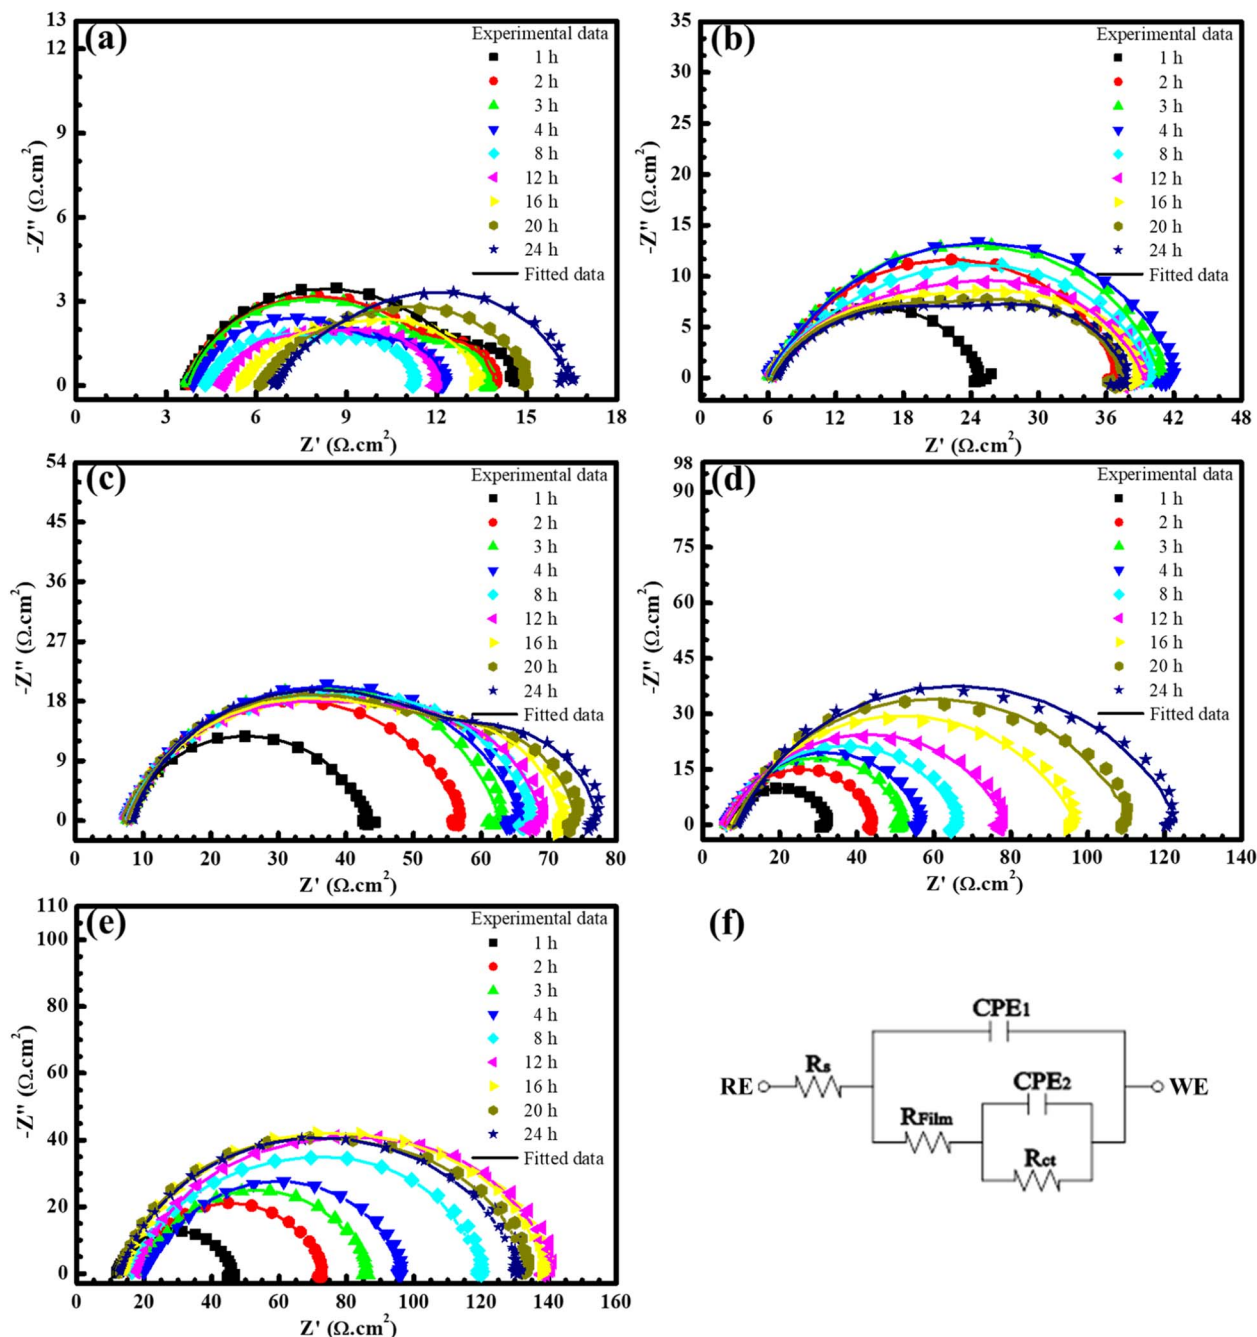 (a)
Experimental data
1 h
2 h
3 h
4 h
8 h
12 h
16 h
20 h
24 h
Fitted data
13
12
9
6
3
0
0
3
6
9
12
15
18
-Z" (Ω.cm²)
Z' (Ω.cm²)
(b)
Experimental data
1 h
2 h
3 h
4 h
8 h
12 h
16 h
20 h
24 h
Fitted data
35
30
25
20
15
10
5
0
0
6
12
18
24
30
36
42
48
-Z" (Ω.cm²)
Z' (Ω.cm²)
(c)
Experimental data
1 h
2 h
3 h
4 h
8 h
12 h
16 h
20 h
24 h
Fitted data
54
45
36
27
18
9
0
0
10
20
30
40
50
60
70
80
-Z" (Ω.cm²)
Z' (Ω.cm²)
(d)
Experimental data
1 h
2 h
3 h
4 h
8 h
12 h
16 h
20 h
24 h
Fitted data
98
90
75
60
45
30
15
0
0
20
40
60
80
100
120
140
-Z" (Ω.cm²)
Z' (Ω.cm²)
(e)
Experimental data
1 h
2 h
3 h
4 h
8 h
12 h
16 h
20 h
24 h
Fitted data
110
100
80
60
40
20
0
0
20
40
60
80
100
120
140
160
-Z" (Ω.cm²)
Z' (Ω.cm²)
(f)
CPE1
Rs
RE
CPE2
WE
RFilm
Rct